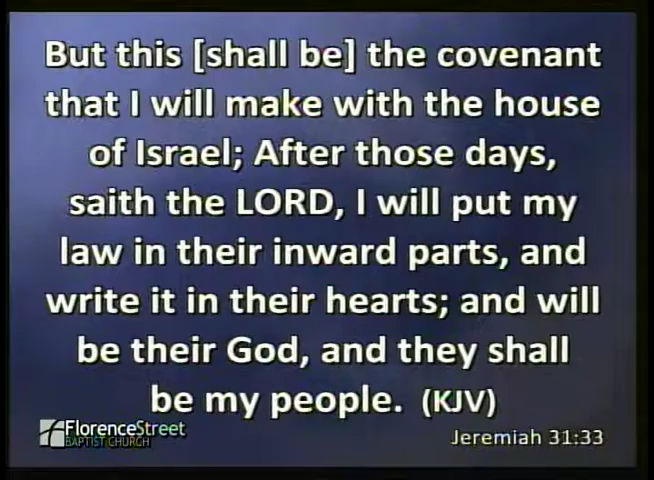 But this [shall be] the covenant
that I will make with the house
of Israel; After those days,
saith the LORD, I will put my
law in their inward parts, and
write it in their hearts; and will
be their God, and they shall
be my people. (KJV)
FlorenceStreet
BAPTIST CHURCH
Jeremiah 31:33